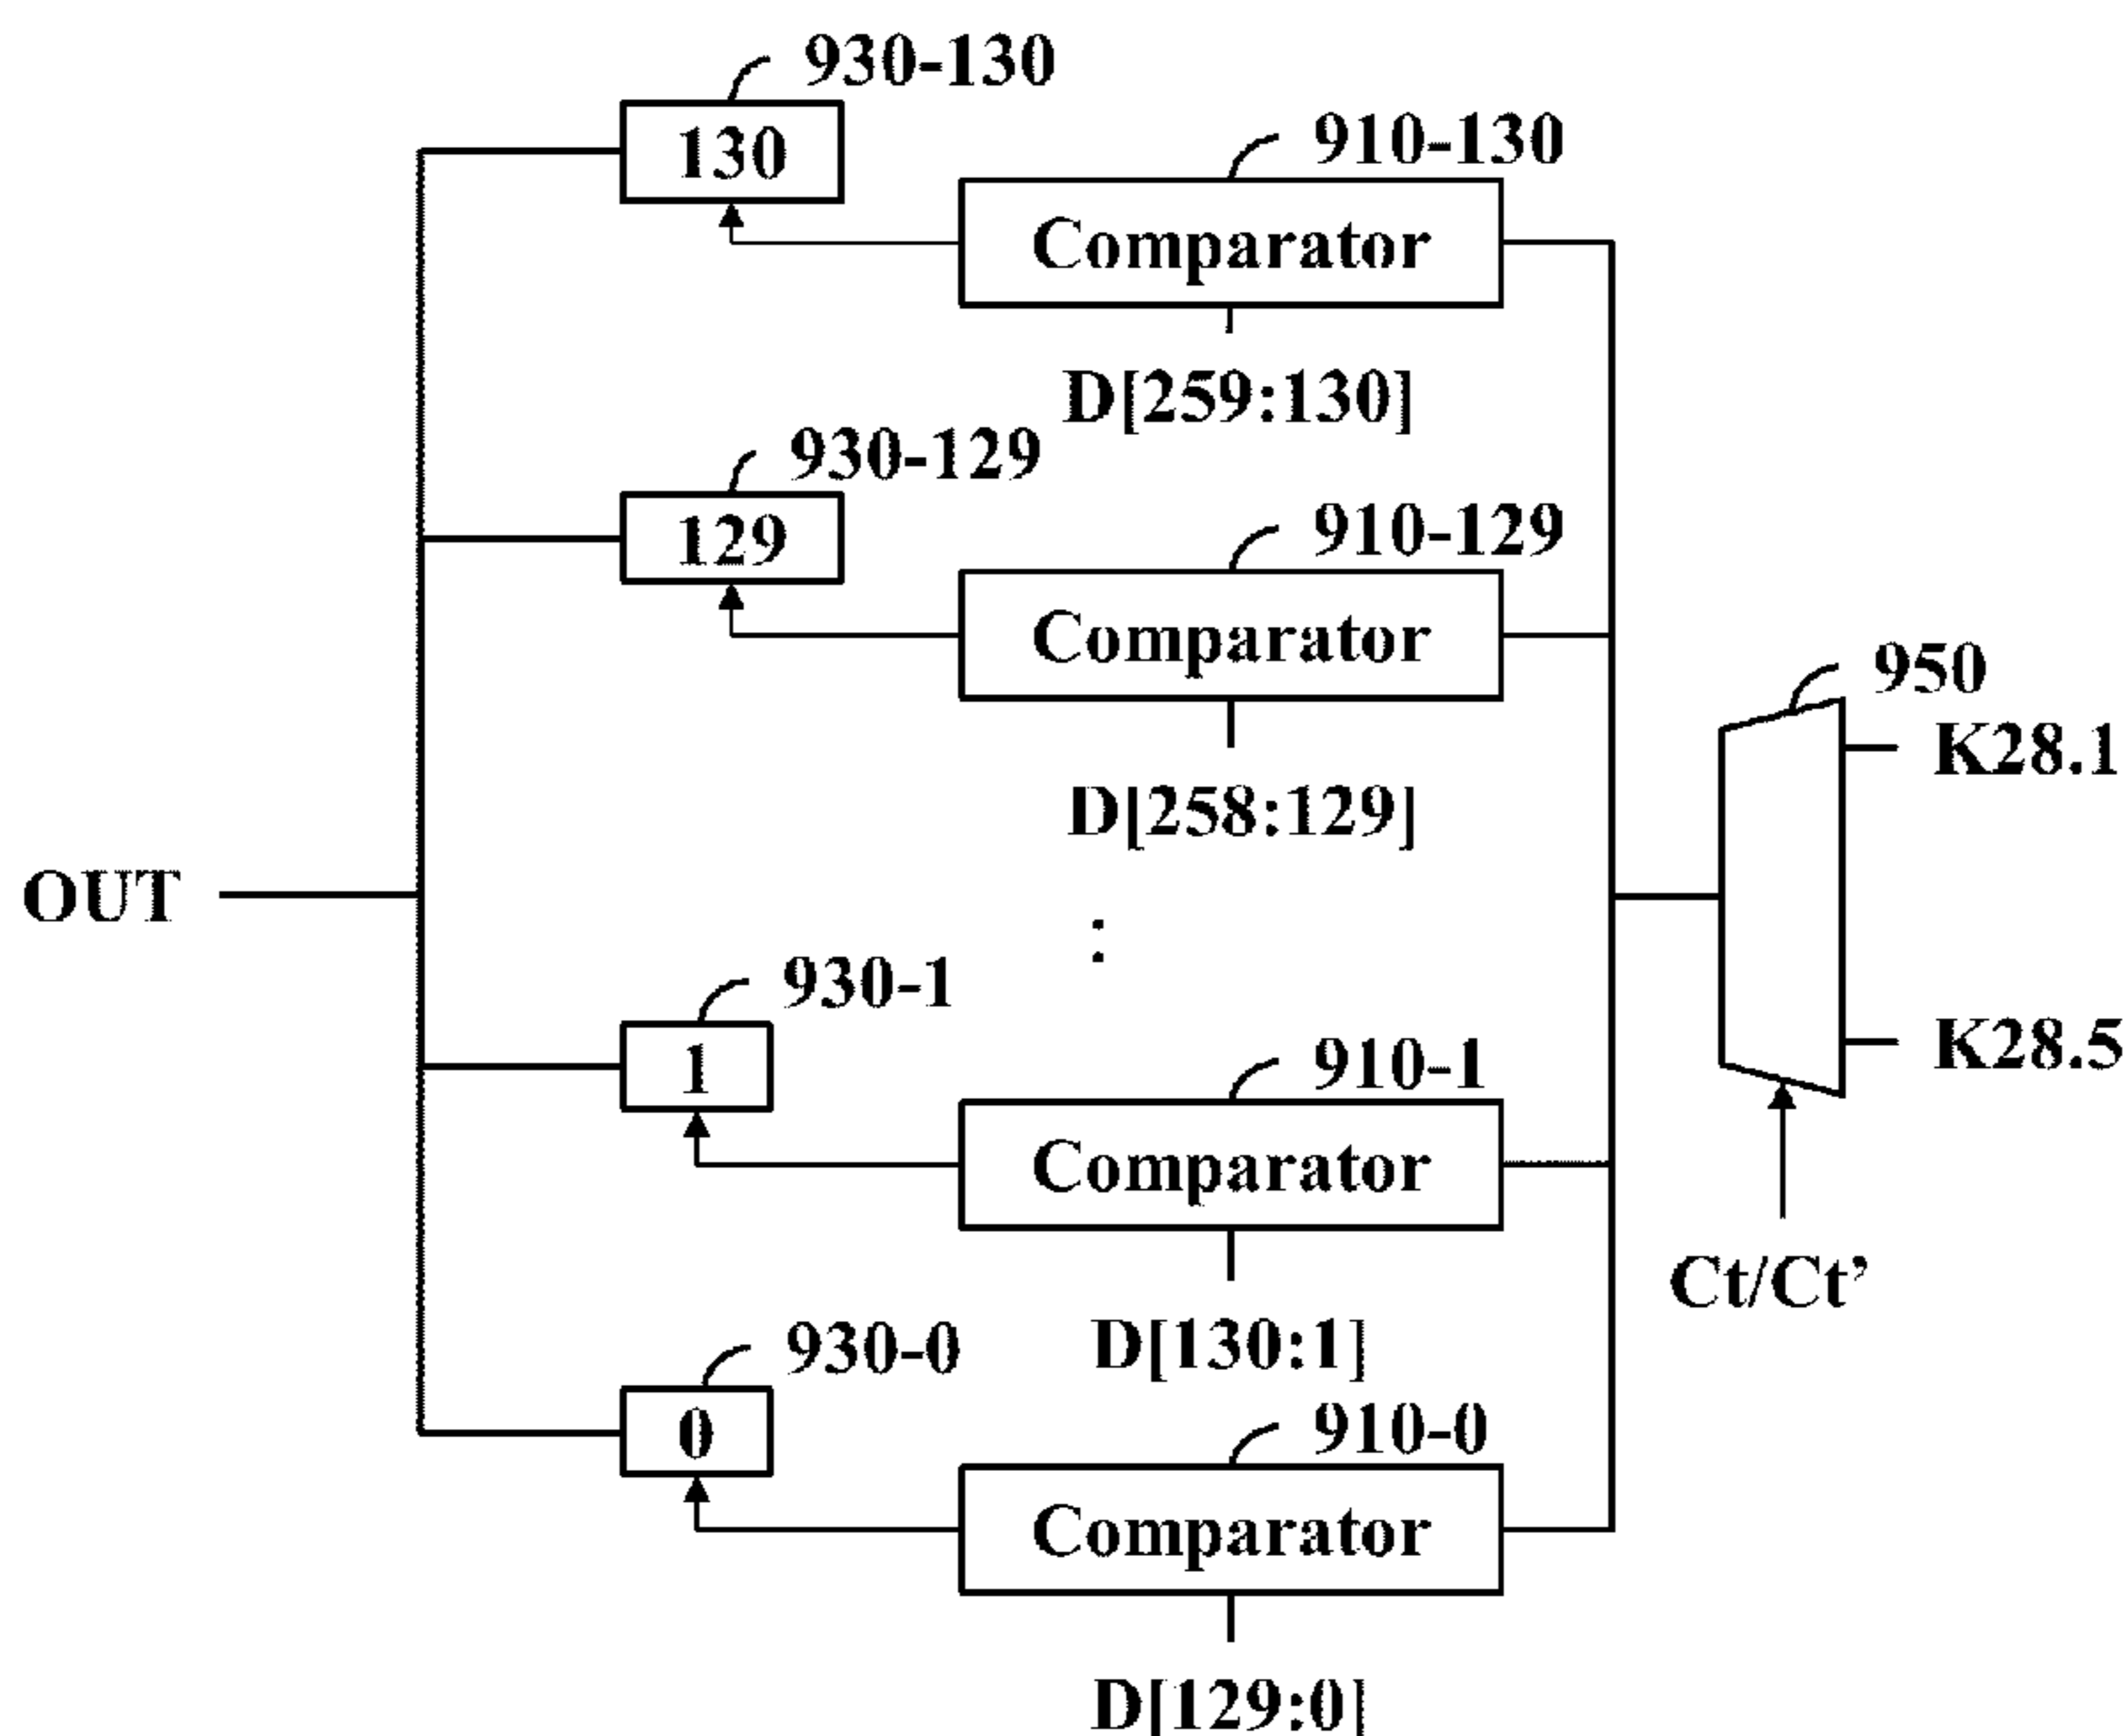 930-130
130
910-130
Comparator
D[259:130]
930-129
129
910-129
Comparator
D[258:129]
950
K28.1
OUT
:
930-1
1
910-1
Comparator
D[130:1]
K28.5
Ct/Ct’
930-0
0
910-0
Comparator
D[129:0]